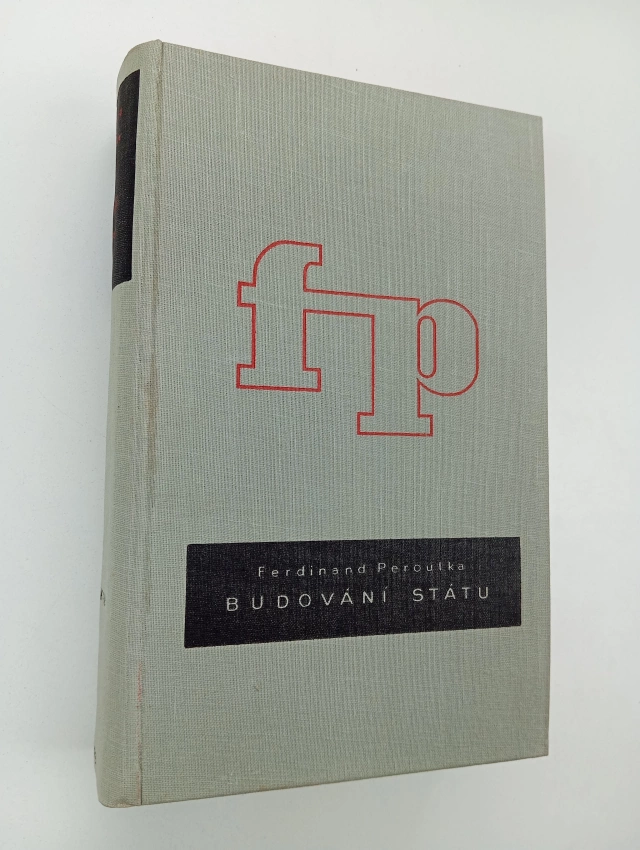 fp
Ferdinand Peroutka
BUDOVÁNÍ STÁTU